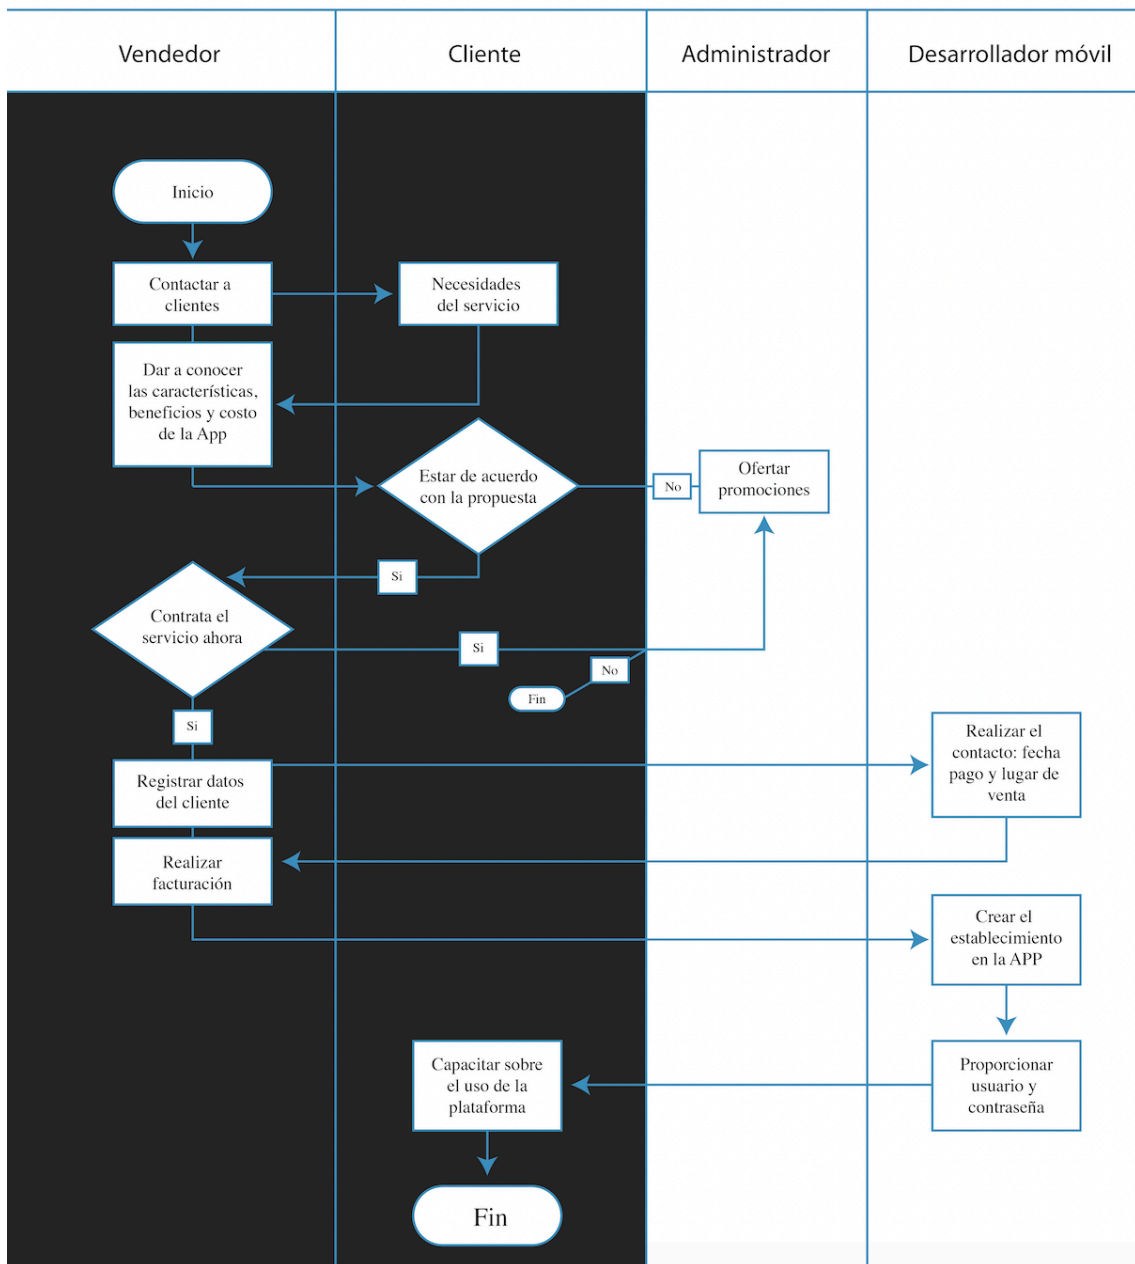 Vendedor
Cliente
Administrador
Desarrollador móvil
Inicio
Contactar a
clientes
Necesidades
del servicio
Dar a conocer
las características,
beneficios y costo
de la App
Estar de acuerdo
con la propuesta
No
Ofertar
promociones
Si
Contrata el
servicio ahora
Si
No
Fin
Si
Realizar el
contacto: fecha
pago y lugar de
venta
Registrar datos
del cliente
Realizar
facturación
Crear el
establecimiento
en la APP
Capacitar sobre
el uso de la
plataforma
Proporcionar
usuario y
contraseña
Fin